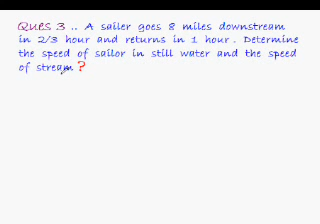 Ques 3 .. A sailer goes 8 miles downstream
in 2/3 hour and returns in 1 hour. Determine
the speed of sailor in still water and the speed
of stream ?